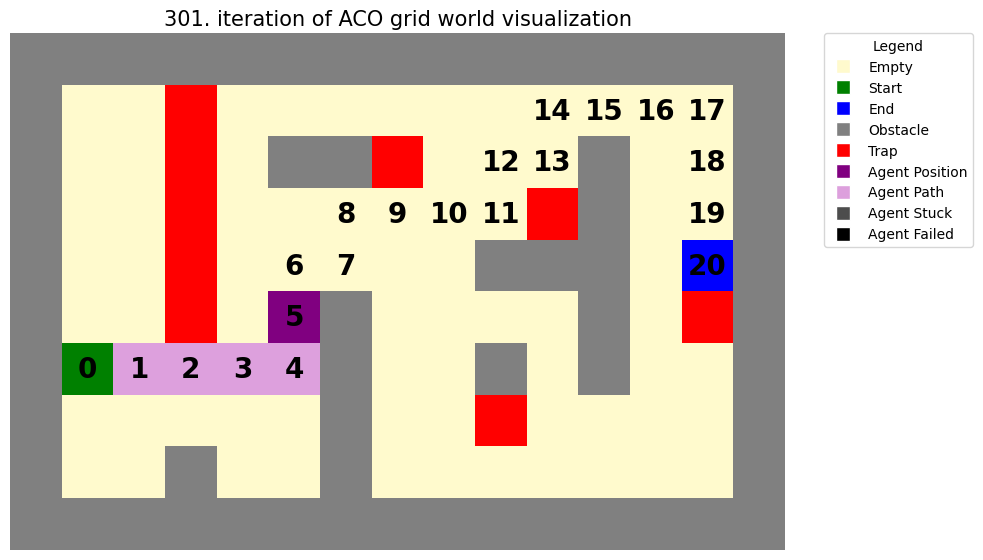 301. iteration of ACO grid world visualization
Legend
Empty
Start
End
Obstacle
Trap
Agent Position
Agent Path
Agent Stuck
Agent Failed
14 15 16 17
12 13 18
8 9 10 11 19
6 7 20
5
0 1 2 3 4